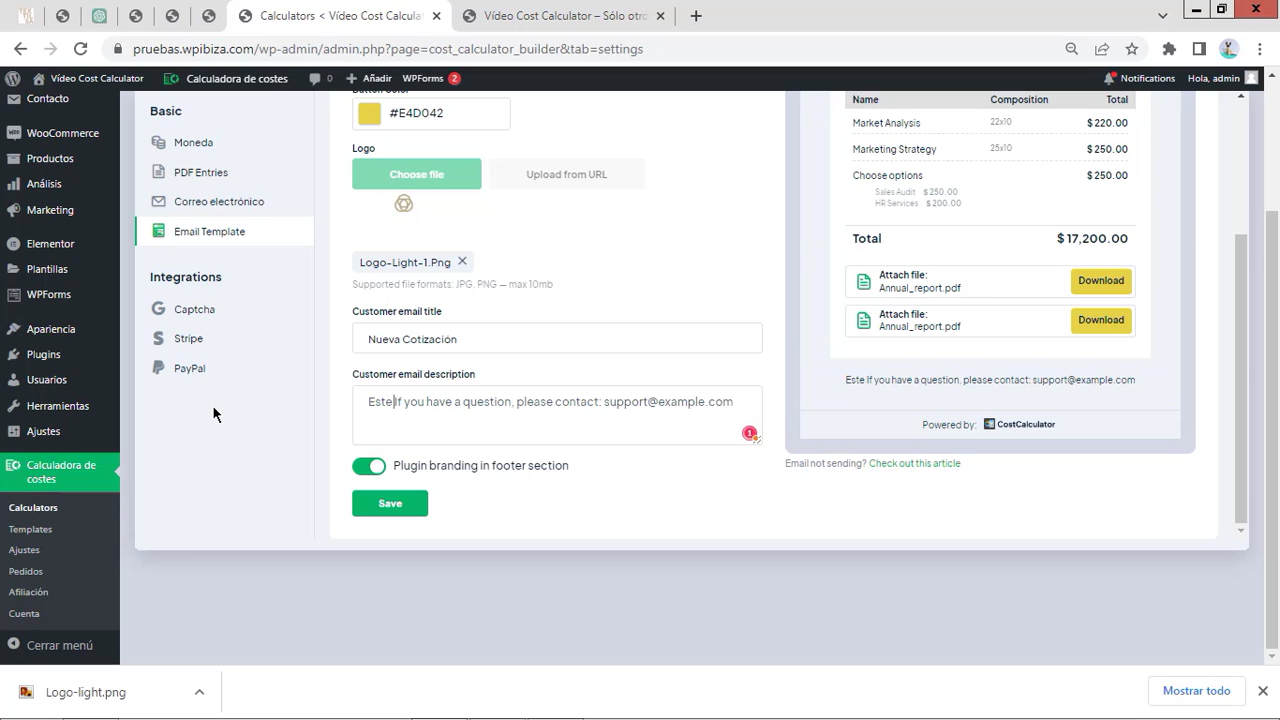 Calculators < Vídeo Cost Calcula
Vídeo Cost Calculator – Sólo otro
pruebas.wpibiza.com/wp-admin/admin.php?page=cost_calculator_builder&tab=settings
Vídeo Cost Calculator
Calculadora de costes
0
Añadir
WPForms 2
Notifications
Hola, admin
Contacto
WooCommerce
Productos
Análisis
Marketing
Elementor
Plantillas
WPForms
Apariencia
Plugins
Usuarios
Herramientas
Ajustes
Calculadora de
costes
Calculators
Templates
Ajustes
Pedidos
Afiliación
Cuenta
Cerrar menú
Basic
Moneda
PDF Entries
Correo electrónico
Email Template
Integrations
Captcha
Stripe
PayPal
Button Color
#E4D042
Logo
Choose file
Upload from URL
Logo-Light-1.Png
Supported file formats: JPG. PNG — max 10mb
Customer email title
Nueva Cotización
Customer email description
Este If you have a question, please contact: support@example.com
1
Plugin branding in footer section
Save
Name Composition Total
Market Analysis 22x10 $ 220.00
Marketing Strategy 25x10 $ 250.00
Choose options $ 250.00
Sales Audit $ 250.00
HR Services $ 200.00
Total $ 17,200.00
Attach file:
Annual_report.pdf
Download
Attach file:
Annual_report.pdf
Download
Este If you have a question, please contact: support@example.com
Powered by: CostCalculator
Email not sending? Check out this article
Logo-light.png
Mostrar todo